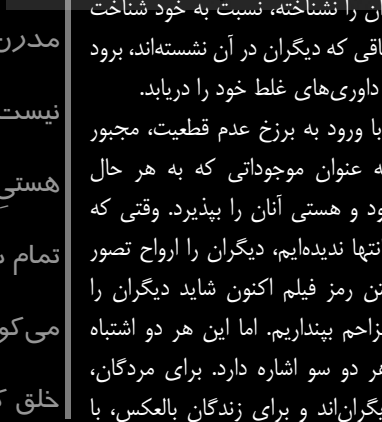 ان را نشناخته، نسبت به خود شناخت
اقی که دیگران در آن نشسته‌اند، برود
داوری‌های غلط خود را دریابد.
با ورود به برزخ عدم قطعیت، مجبور
به عنوان موجوداتی که به هر حال
ود و هستی آنان را بپذیرد. وقتی که
انتها ندیده‌ایم، دیگران را ارواح تصور
تن رمز فیلم اکنون شاید دیگران را
زاحم بپنداریم. اما این هر دو اشتباه
هر دو سو اشاره دارد. برای مردگان،
یگران‌اند و برای زندگان بالعکس، با
مدرن
نیست
هستیِ
تمام
می‌کو
خلق